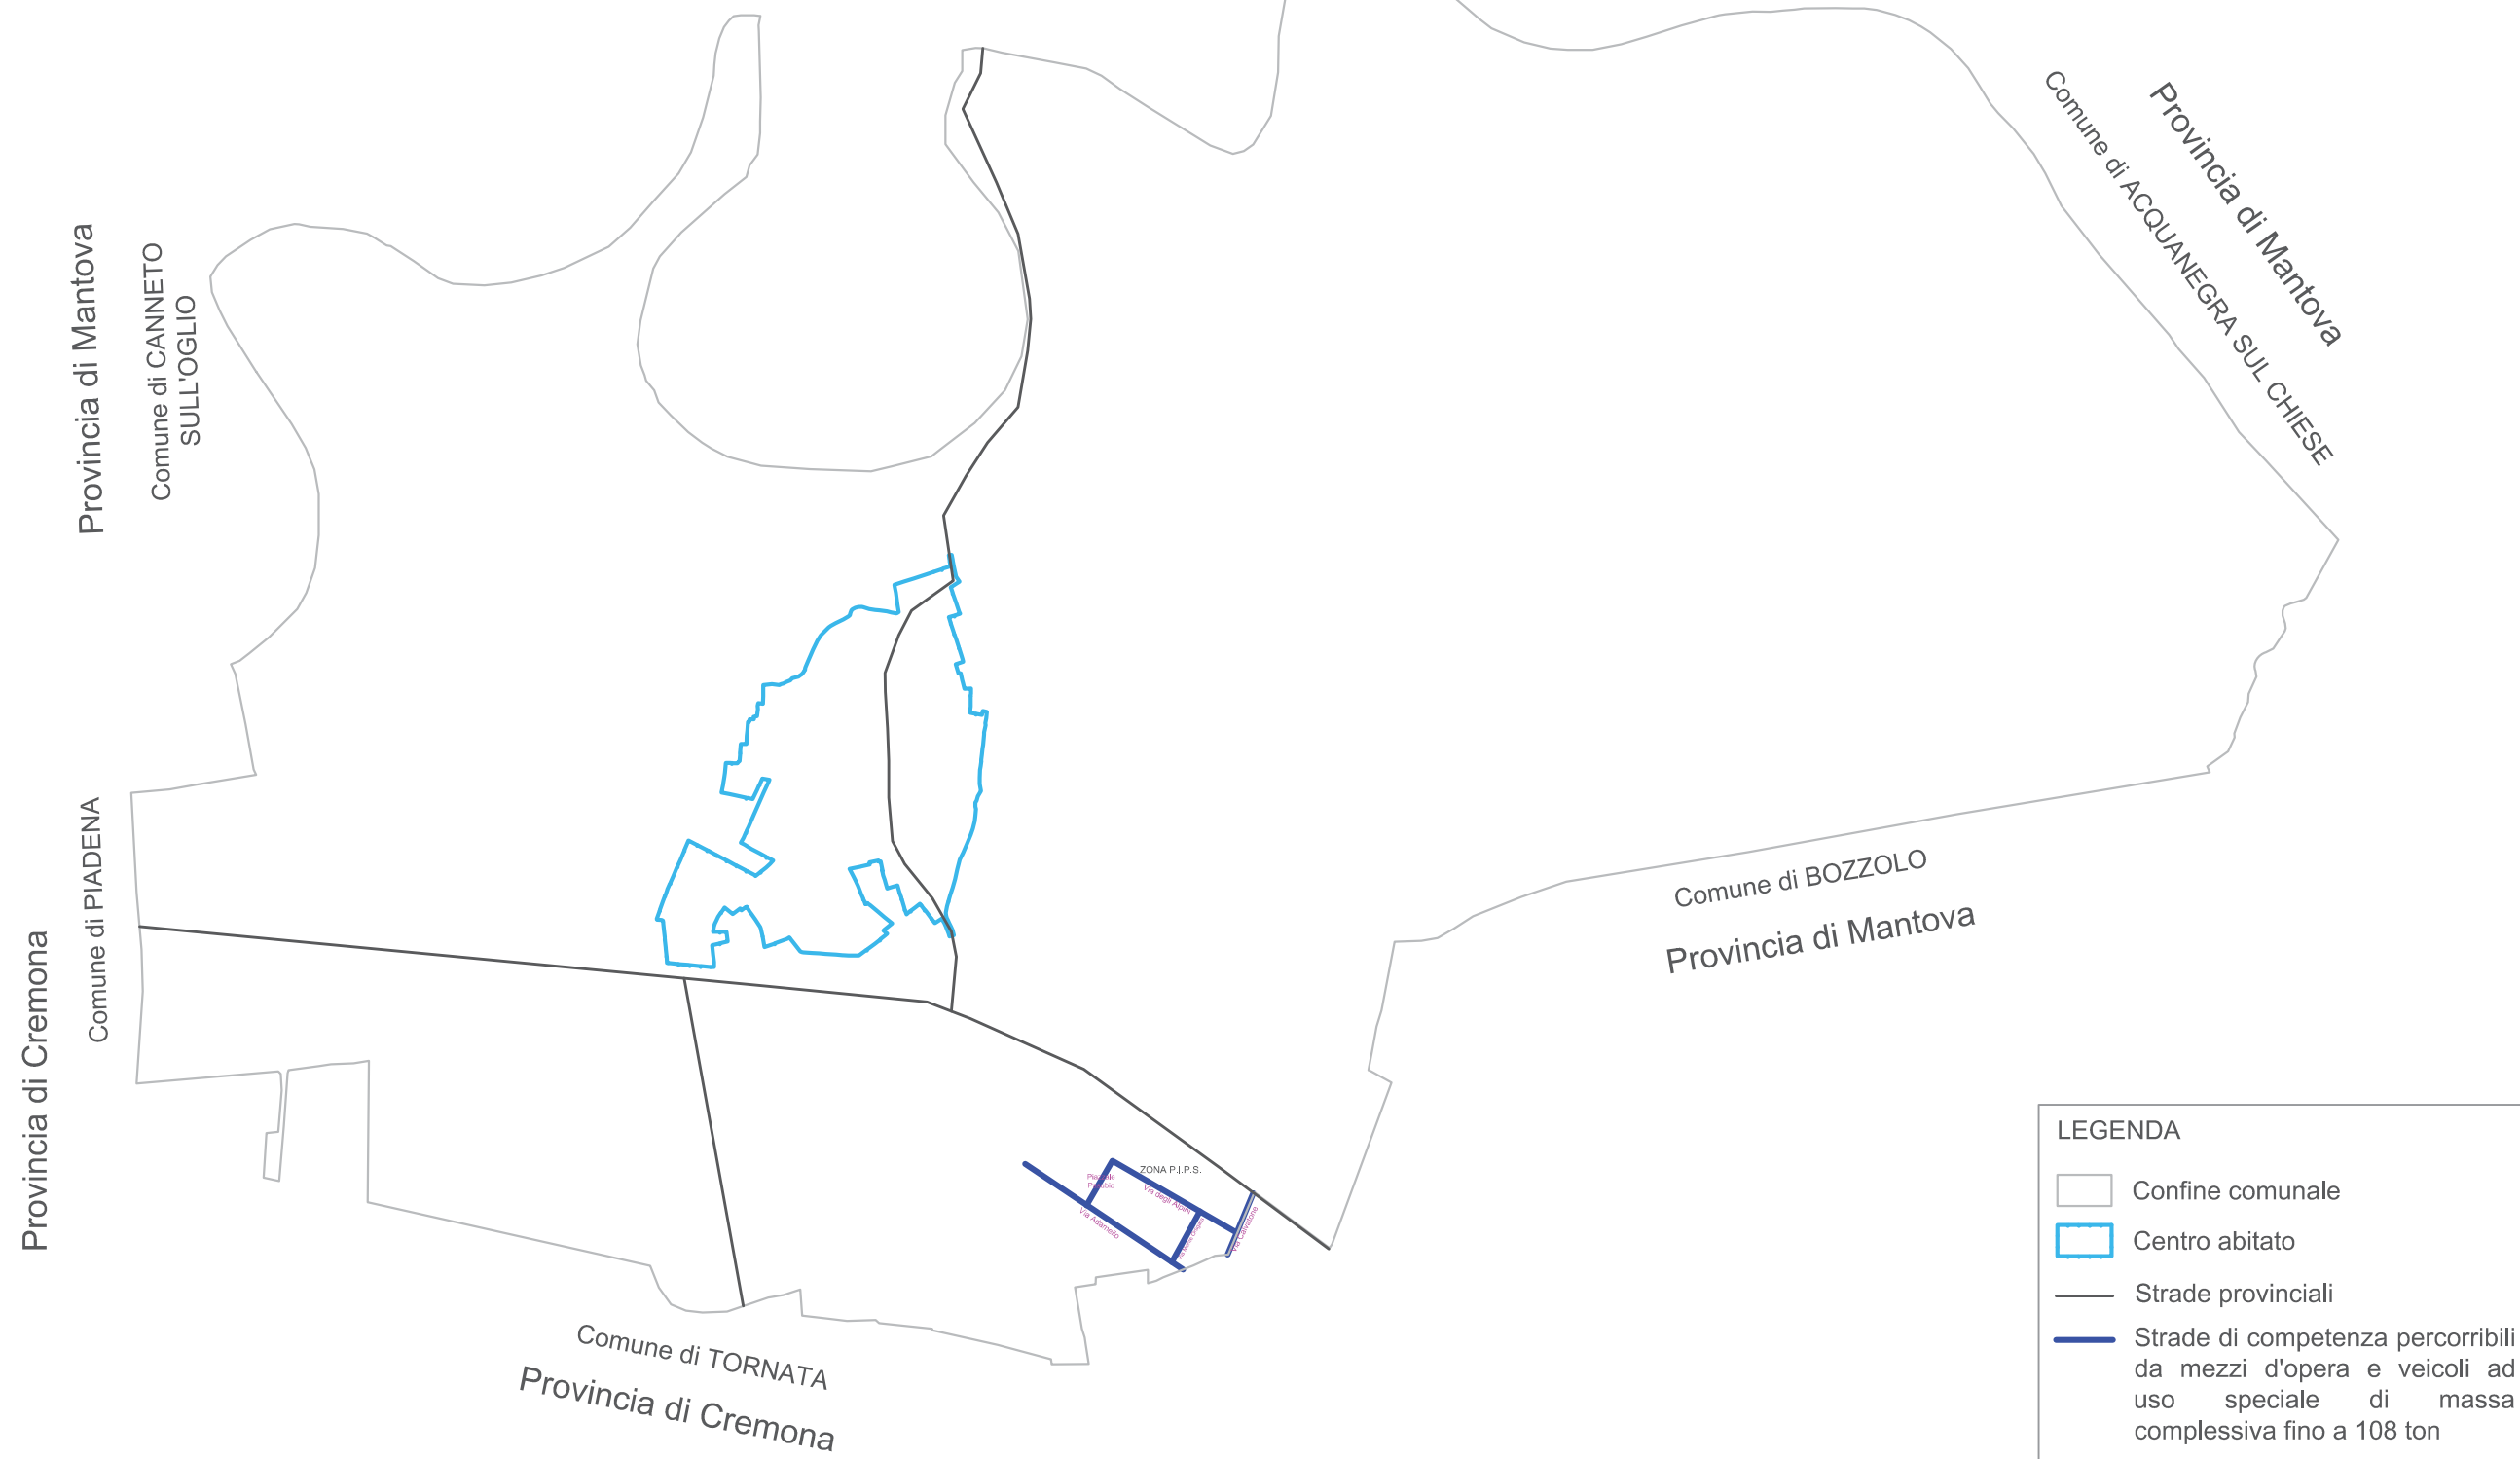 Provincia di Mantova
Comune di CANNETO
SULL'OGLIO
Comune di ACQUANEGRA SUL CHIESE
Provincia di Mantova
Comune di PIADENA
Provincia di Cremona
Comune di BOZZOLO
Provincia di Mantova
ZONA P.I.P.S.
Via degli Alpini
Via Adamello
Via Calvatone
Comune di TORNATA
Provincia di Cremona
LEGENDA
Confine comunale
Centro abitato
Strade provinciali
Strade di competenza percorribili
da mezzi d'opera e veicoli ad
uso speciale di massa
complessiva fino a 108 ton